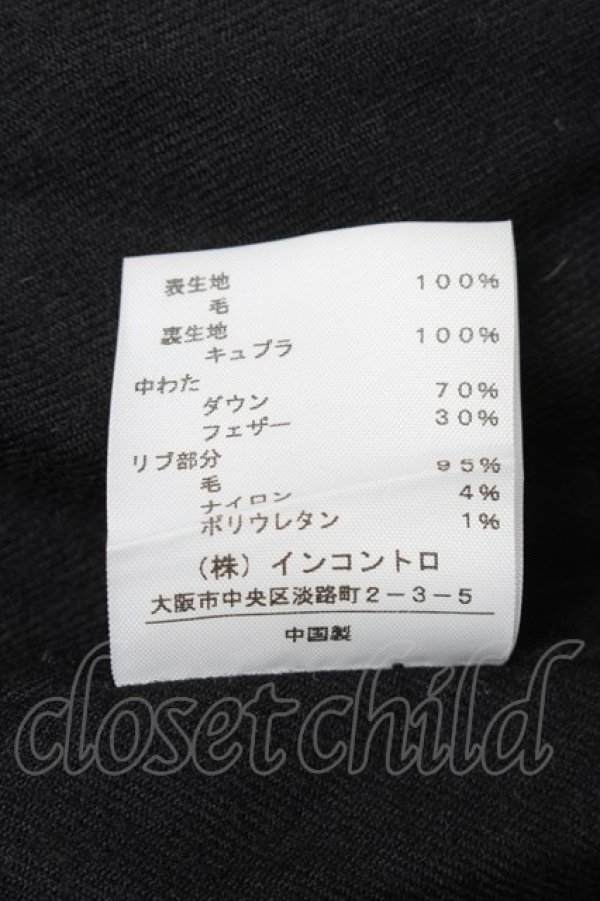 表生地
毛 100%
裏生地
キュプラ 100%
中わた
ダウン 70%
フェザー 30%
リブ部分
毛 95%
ナイロン 4%
ポリウレタン 1%
(株)インコントロ
大阪市中央区淡路町2-3-5
中国製
closetchild